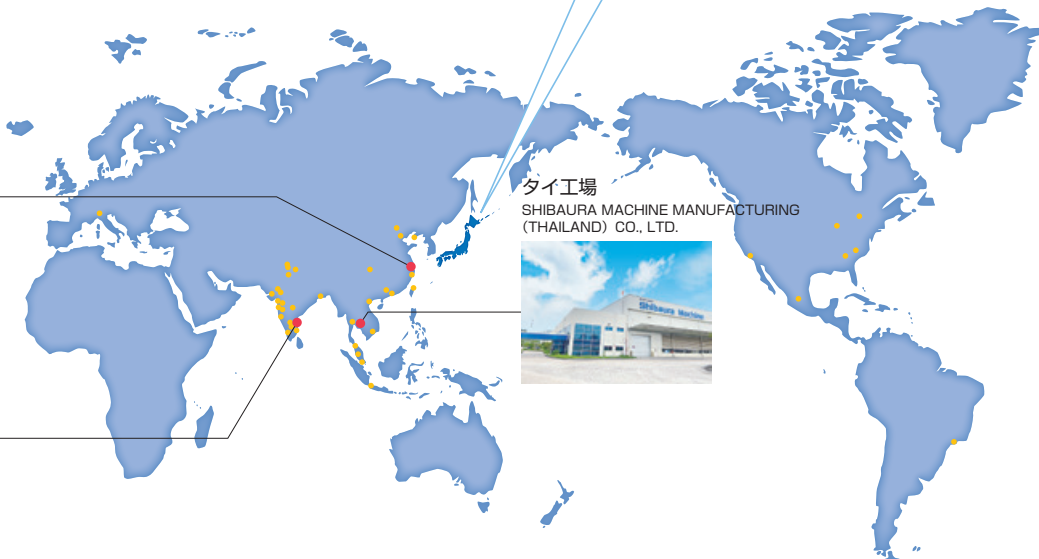 タイ工場
SHIBAURA MACHINE MANUFACTURING
（THAILAND）CO., LTD.
Shibaura Machine